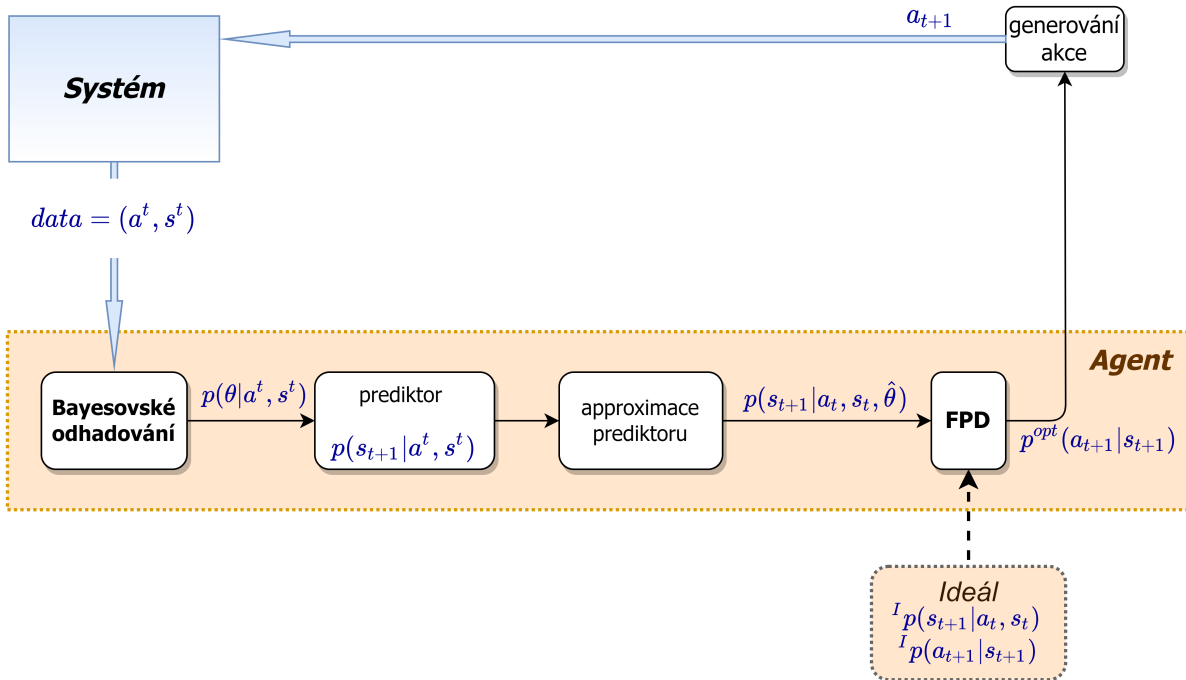 a_{t+1}
generování
akce
Systém
data = (a^t, s^t)
Agent
Bayesovské
odhadování
p(θ|a^t, s^t)
prediktor
p(s_{t+1}|a^t, s^t)
approximace
prediktoru
p(s_{t+1}|a_t, s_t, θ̂)
FPD
p^{opt}(a_{t+1}|s_{t+1})
Ideál
^I p(s_{t+1}|a_t, s_t)
^I p(a_{t+1}|s_{t+1})